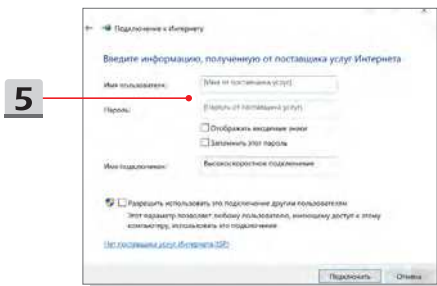 Подключение к Интернету
Введите информацию, полученную от поставщика услуг Интернета
Имя пользователя:
[Имя от поставщика услуг]
5
Пароль:
[Пароль от поставщика услуг]
Отображать вводимые знаки
Запомнить этот пароль
Имя подключения:
Высокоскоростное подключение
Разрешить использовать это подключение другим пользователям
Этот параметр позволяет любому пользователю, имеющему доступ к этому
компьютеру, использовать это подключение
Нет поставщика услуг Интернета (ISP)
Подключить
Отмена